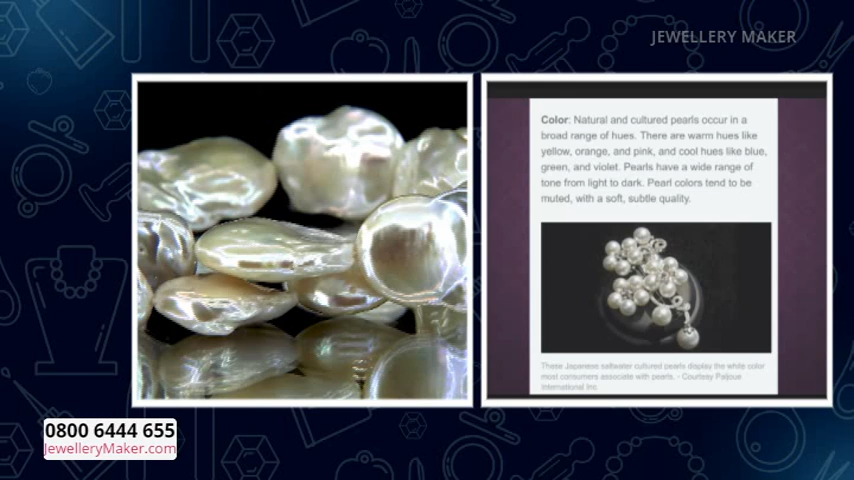 JEWELLERY MAKER
Color: Natural and cultured pearls occur in a
broad range of hues. There are warm hues like
yellow, orange, and pink, and cool hues like blue,
green, and violet. Pearls have a wide range of
tone from light to dark. Pearl colors tend to be
muted, with a soft, subtle quality.
These Japanese saltwater cultured pearls display the white color
most consumers associate with pearls. - Courtesy Paijoue
International Inc
0800 6444 655
JewelleryMaker.com